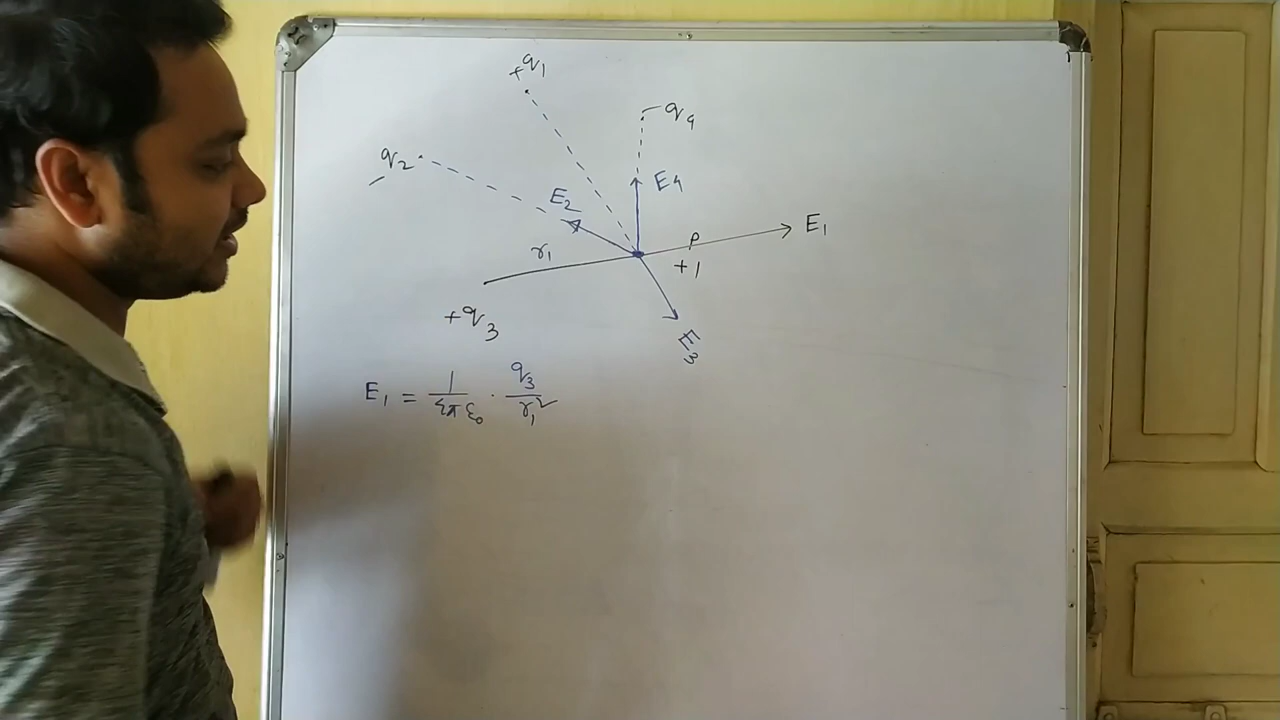 +q₁
-q₄
-q₂
E₄
E₂
E₁
r₁
P
+1
+q₃
E₃
E₁ = 1/4πε₀ · q₃/r₁²